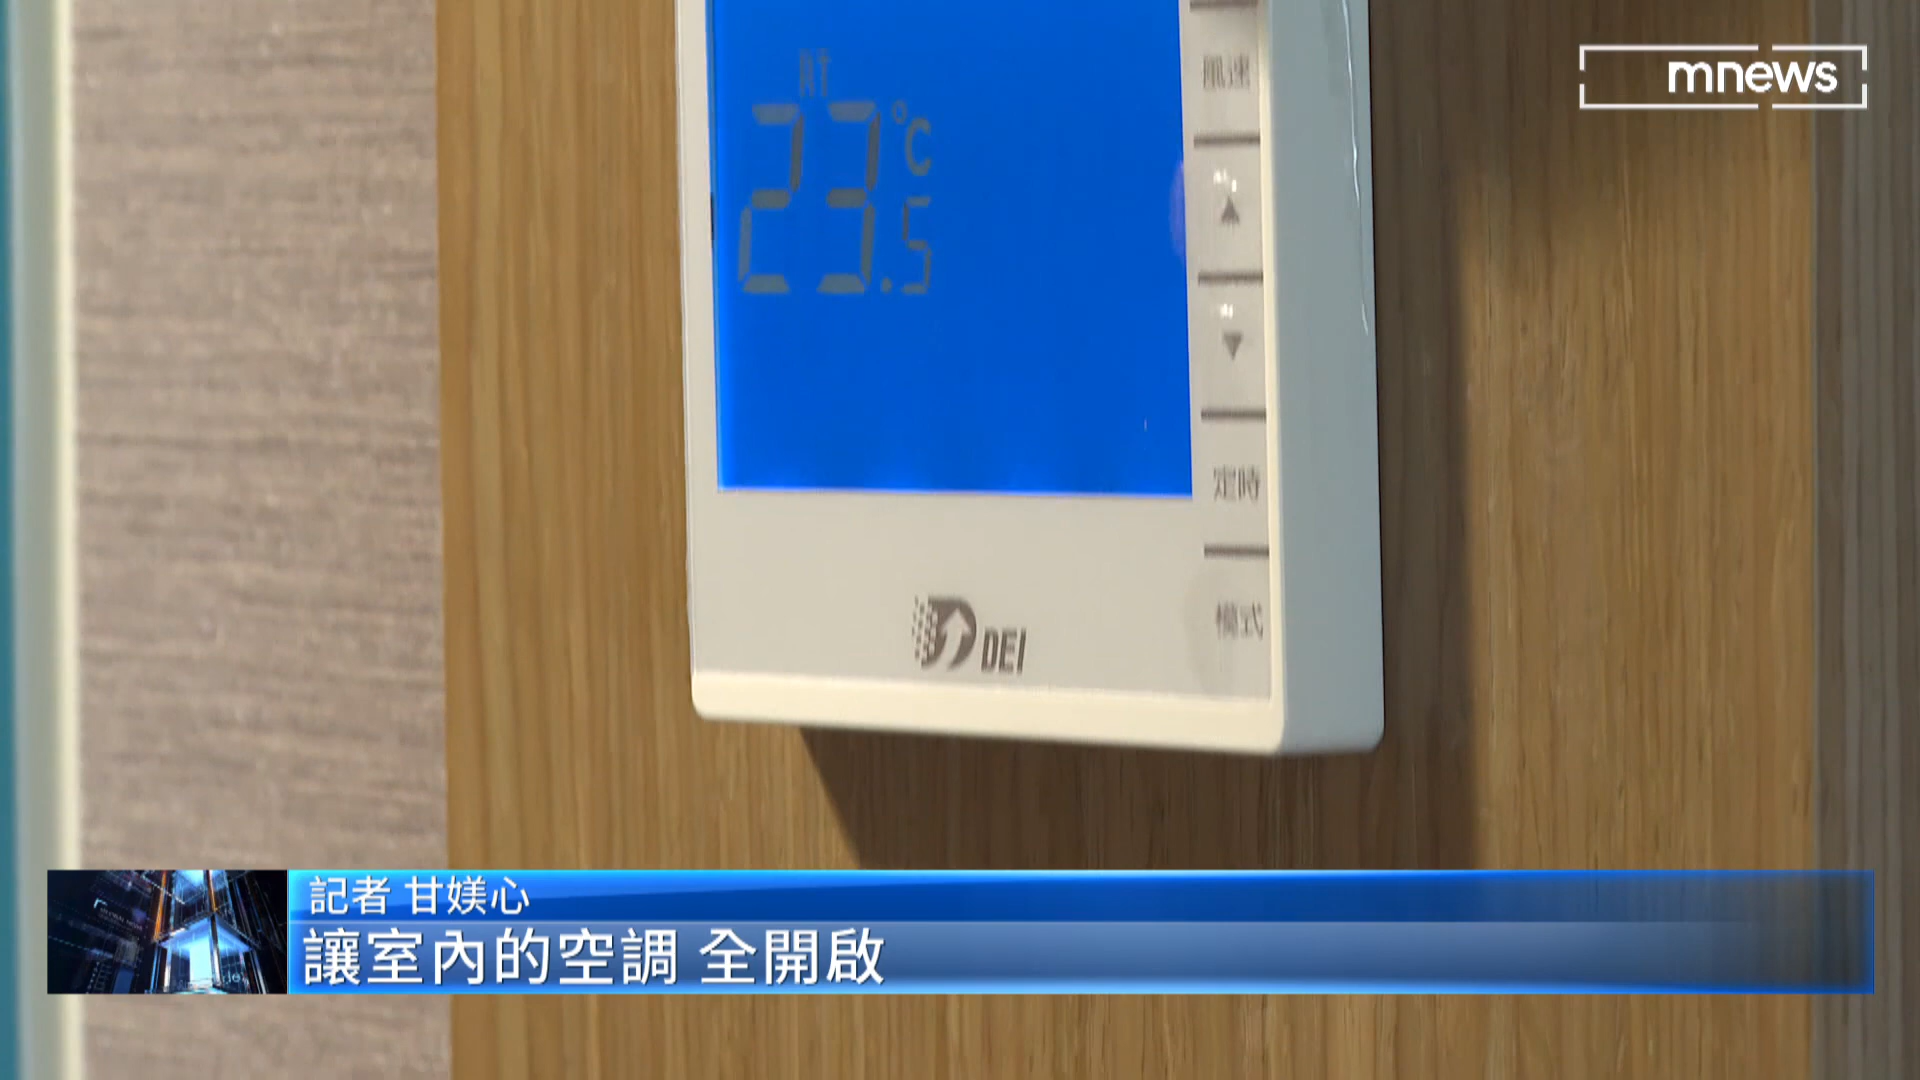 mnews
風速
RT
23.5°C
▲
▼
定時
模式
DEI
記者 甘媄心
讓室內的空調 全開啟